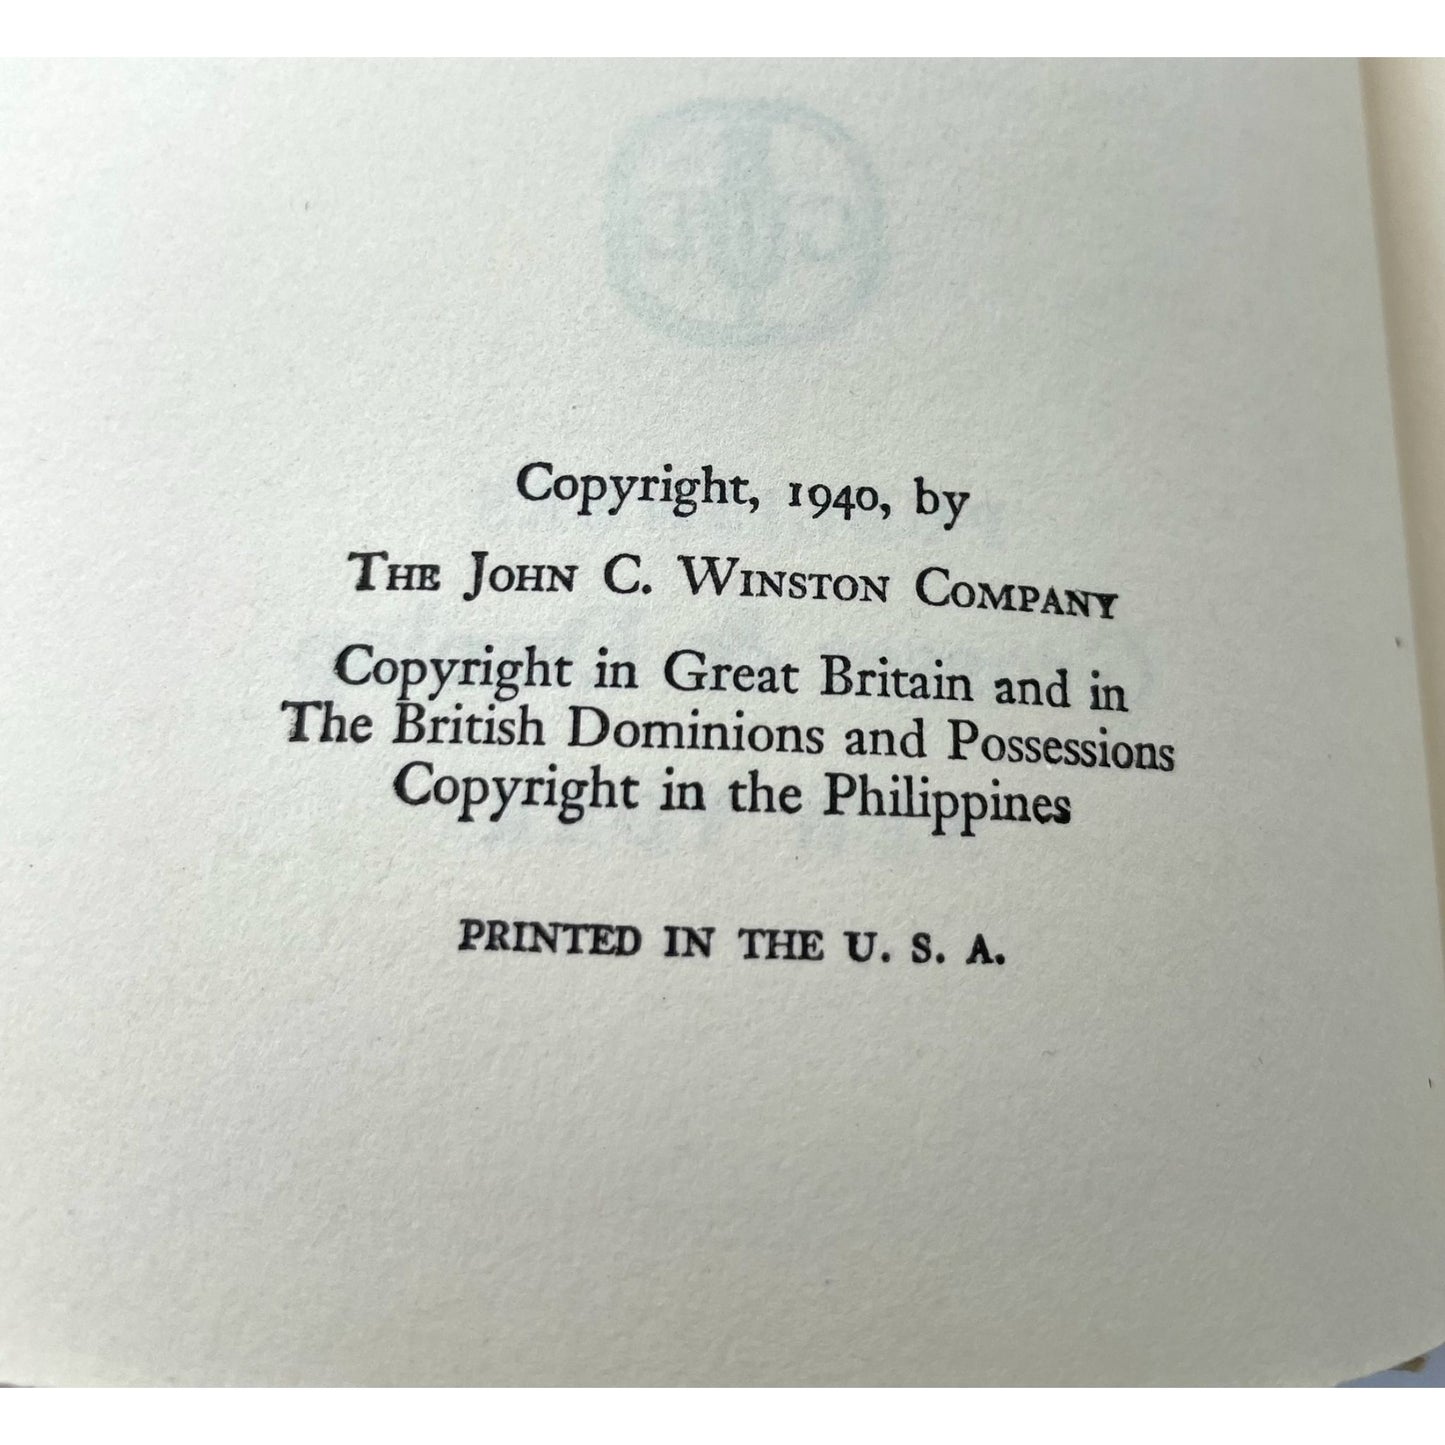 Copyright, 1940, by
THE JOHN C. WINSTON COMPANY
Copyright in Great Britain and in
The British Dominions and Possessions
Copyright in the Philippines
PRINTED IN THE U. S. A.